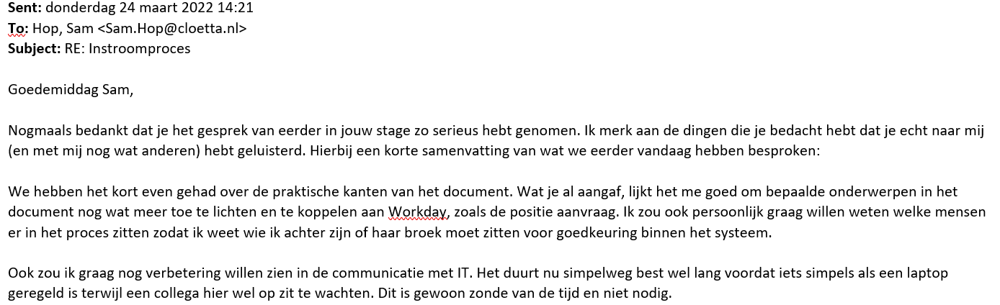 Sent: donderdag 24 maart 2022 14:21
To: Hop, Sam <Sam.Hop@cloetta.nl>
Subject: RE: Instroomproces
Goedemiddag Sam,
Nogmaals bedankt dat je het gesprek van eerder in jouw stage zo serieus hebt genomen. Ik merk aan de dingen die je bedacht hebt dat je echt naar mij
(en met mij nog wat anderen) hebt geluisterd. Hierbij een korte samenvatting van wat we eerder vandaag hebben besproken:
We hebben het kort even gehad over de praktische kanten van het document. Wat je al aangaf, lijkt het me goed om bepaalde onderwerpen in het
document nog wat meer toe te lichten en te koppelen aan Workday, zoals de positie aanvraag. Ik zou ook persoonlijk graag willen weten welke mensen
er in het proces zitten zodat ik weet wie ik achter zijn of haar broek moet zitten voor goedkeuring binnen het systeem.
Ook zou ik graag nog verbetering willen zien in de communicatie met IT. Het duurt nu simpelweg best wel lang voordat iets simpels als een laptop
geregeld is terwijl een collega hier wel op zit te wachten. Dit is gewoon zonde van de tijd en niet nodig.